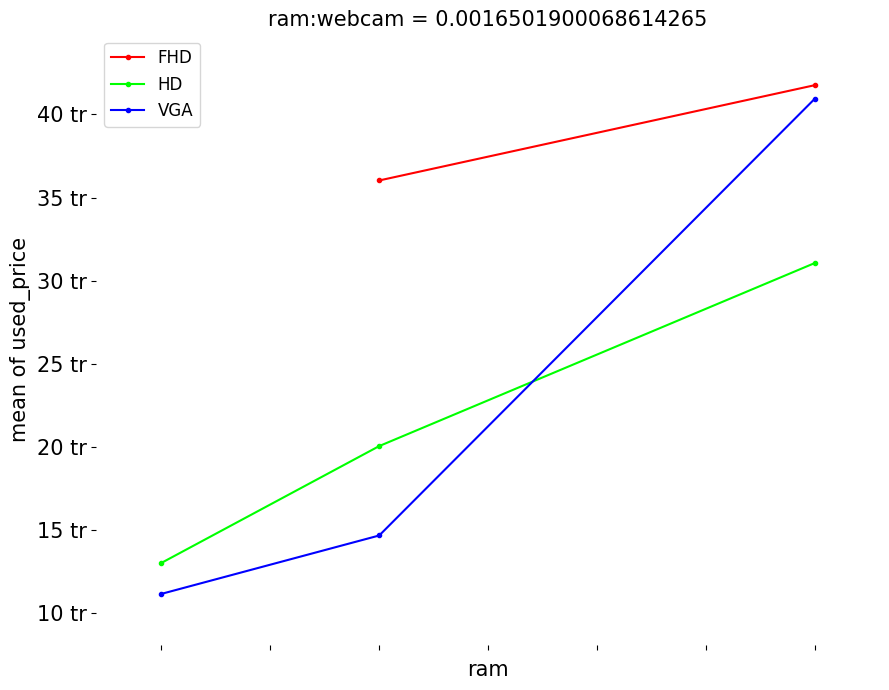 ram:webcam = 0.0016501900068614265
FHD
HD
VGA
40 tr
35 tr
30 tr
25 tr
20 tr
15 tr
10 tr
mean of used_price
ram